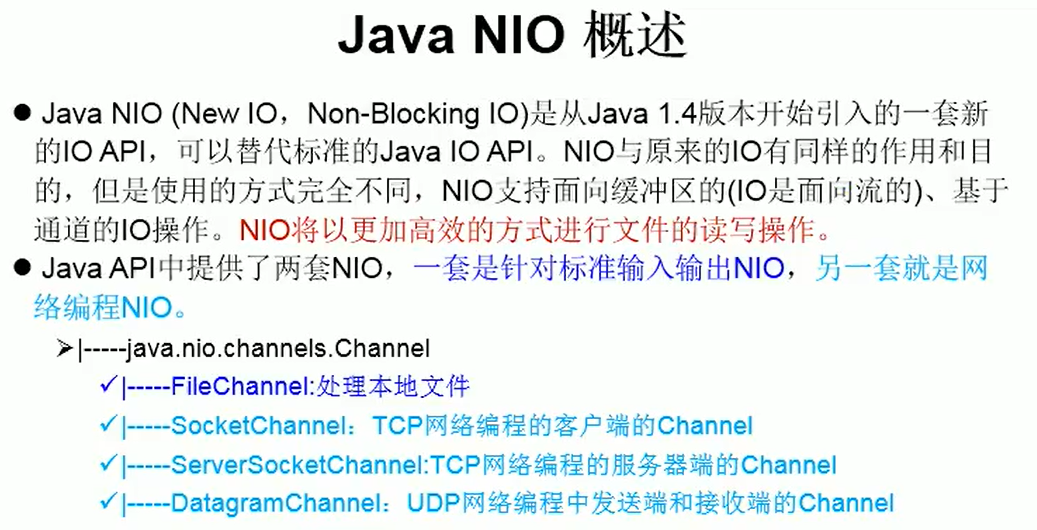 Java NIO 概述
● Java NIO (New IO，Non-Blocking IO)是从Java 1.4版本开始引入的一套新
的IO API，可以替代标准的Java IO API。NIO与原来的IO有同样的作用和目
的，但是使用的方式完全不同，NIO支持面向缓冲区的(IO是面向流的)、基于
通道的IO操作。NIO将以更加高效的方式进行文件的读写操作。
● Java API中提供了两套NIO，一套是针对标准输入输出NIO，另一套就是网
络编程NIO。
➢|-----java.nio.channels.Channel
✓|-----FileChannel:处理本地文件
✓|-----SocketChannel：TCP网络编程的客户端的Channel
✓|-----ServerSocketChannel:TCP网络编程的服务器端的Channel
✓|-----DatagramChannel：UDP网络编程中发送端和接收端的Channel